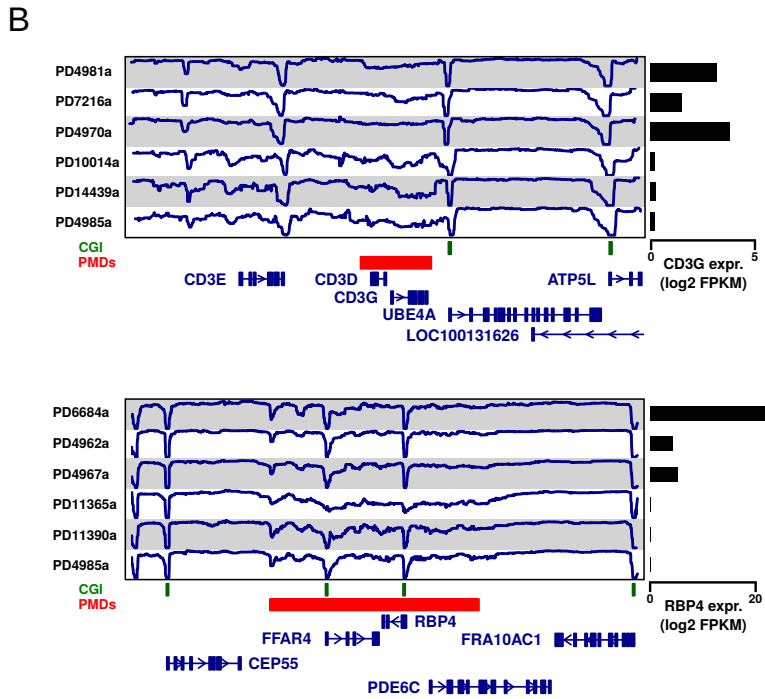 B
PD4981a
PD7216a
PD4970a
PD10014a
PD14439a
PD4985a
CGI
PMDs
0 5
CD3G expr.
(log2 FPKM)
CD3E CD3D ATP5L
CD3G
UBE4A
LOC100131626
PD6684a
PD4962a
PD4967a
PD11365a
PD11390a
PD4985a
CGI
PMDs
0 20
RBP4 expr.
(log2 FPKM)
RBP4
FFAR4 FRA10AC1
CEP55
PDE6C